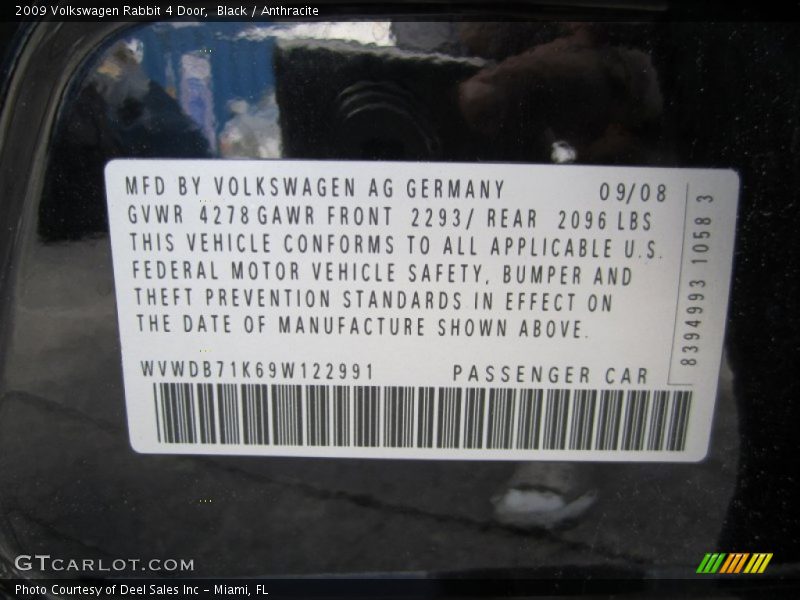 2009 Volkswagen Rabbit 4 Door, Black / Anthracite
MFD BY VOLKSWAGEN AG GERMANY 09/08
GVWR 4278 GAWR FRONT 2293/ REAR 2096 LBS
THIS VEHICLE CONFORMS TO ALL APPLICABLE U.S.
FEDERAL MOTOR VEHICLE SAFETY, BUMPER AND
THEFT PREVENTION STANDARDS IN EFFECT ON
THE DATE OF MANUFACTURE SHOWN ABOVE.
WVWDB71K69W122991 PASSENGER CAR
8394993 1058 3
GTCARLOT.COM
Photo Courtesy of Deel Sales Inc - Miami, FL